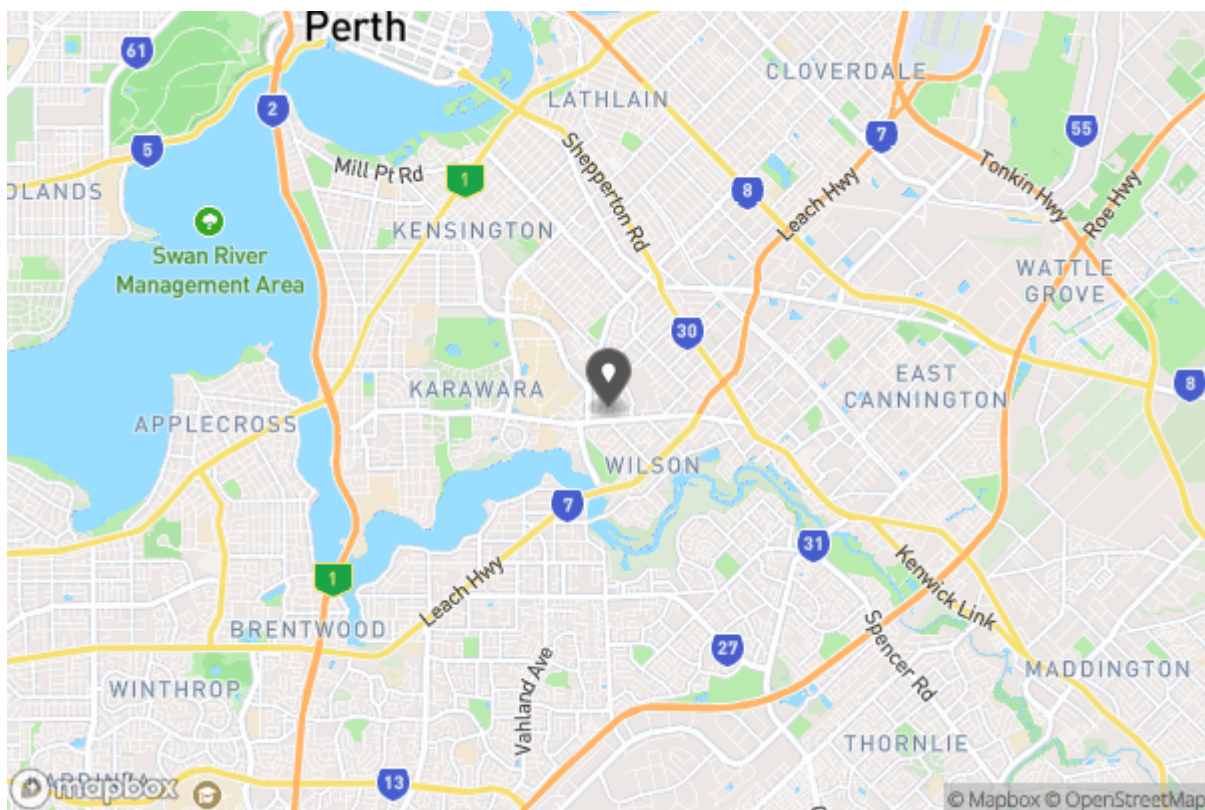 Perth
61
2
CLOVERDALE
LATHLAIN
7
55
5
Mill Pt Rd
1
Shepperton Rd
8
Leach Hwy
Tonkin Hwy
Roe Hwy
DLANDS
KENSINGTON
Swan River
Management Area
WATTLE
GROVE
30
EAST
CANNINGTON
8
KARAWARA
APPLECROSS
WILSON
7
31
1
Leach Hwy
Kenwick Link
BRENTWOOD
Spencer Rd
27
MADDINGTON
WINTHROP
Vahland Ave
THORNLIE
13
mapbox
© Mapbox © OpenStreetMap